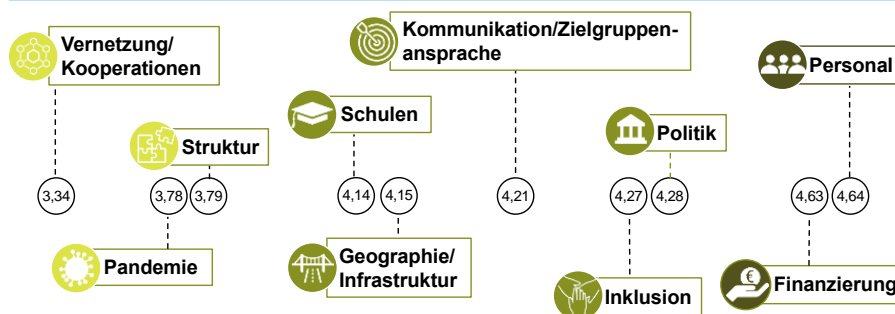 Vernetzung/
Kooperationen
Kommunikation/Zielgruppen-
ansprache
Personal
Schulen
Struktur
Politik
3,34
3,78
3,79
4,14
4,15
4,21
4,27
4,28
4,63
4,64
Pandemie
Geographie/
Infrastruktur
Inklusion
€
Finanzierung